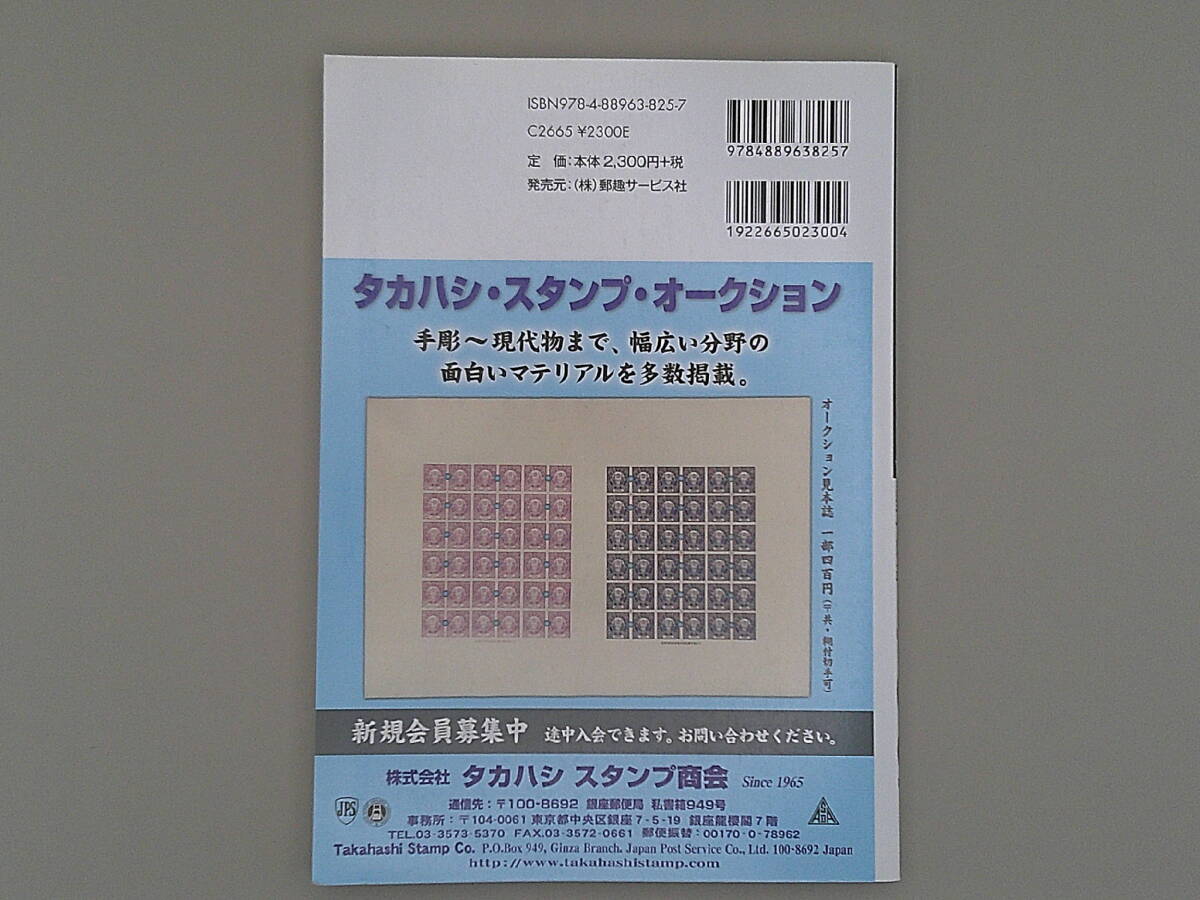 ISBN978-4-88963-825-7
C2665 ¥2300E
定　価:本体2,300円+税
発売元:(株)郵趣サービス社
9784889638257
1922665023004
タカハシ・スタンプ・オークション
手彫～現代物まで、幅広い分野の
面白いマテリアルを多数掲載。
オークション見本誌　一部四百円(〒共・糊付切手可)
新規会員募集中　途中入会できます。お問い合わせください。
株式会社 タカハシ スタンプ商会 Since 1965
JPS
ASDA
通信先:〒100-8692 銀座郵便局 私書箱949号
事務所:〒104-0061 東京都中央区銀座7-5-19 銀座龍櫻閣7階
TEL.03-3573-5370 FAX.03-3572-0661 郵便振替:00170-0-78962
Takahashi Stamp Co. P.O.Box 949, Ginza Branch. Japan Post Service Co., Ltd. 100-8692 Japan
http://www.takahashistamp.com